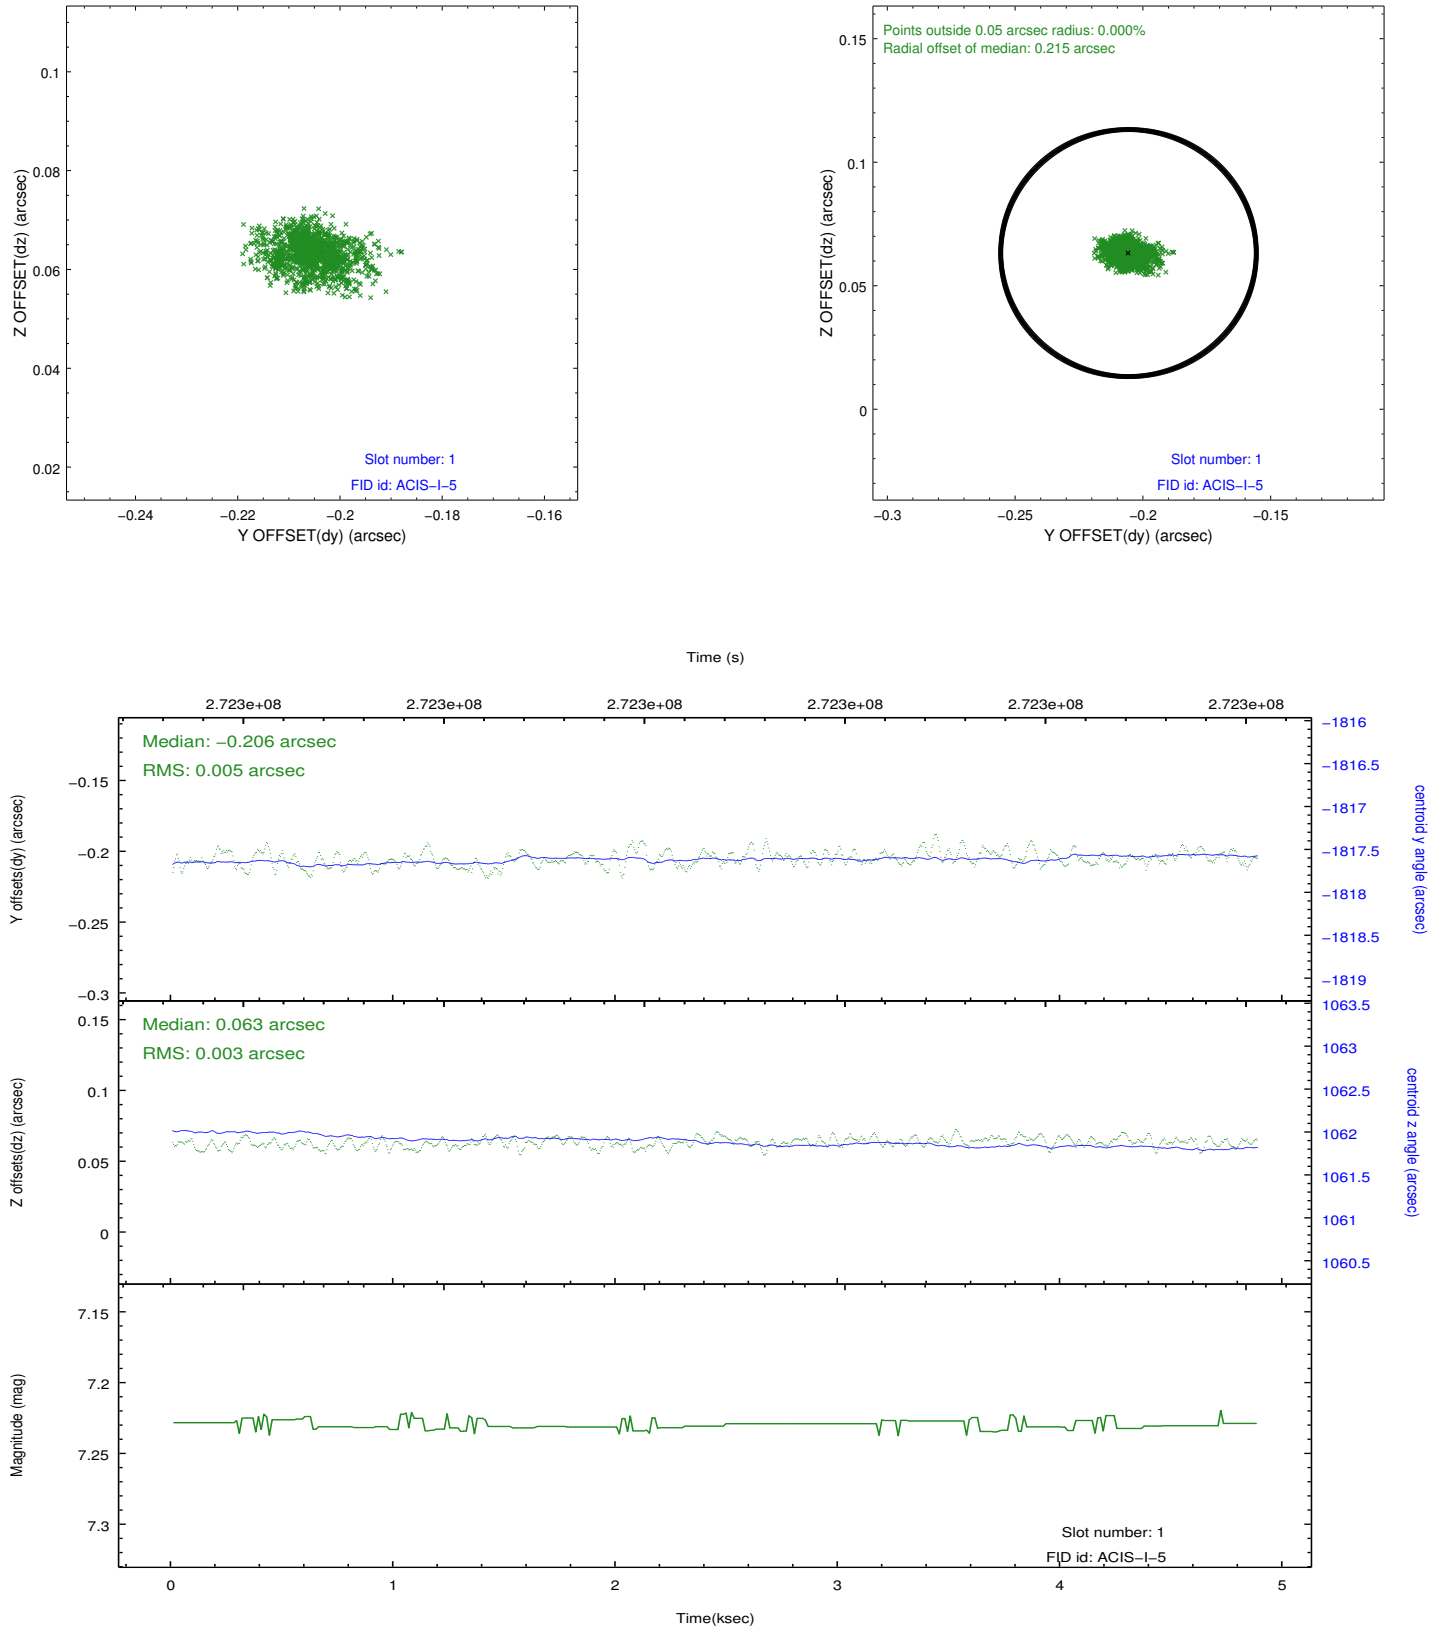 0.1
0.08
0.06
0.04
0.02
Z OFFSET(dz) (arcsec)
Slot number: 1
FID id: ACIS−I−5
−0.24
−0.22
−0.2
−0.18
−0.16
Y OFFSET(dy) (arcsec)
Points outside 0.05 arcsec radius: 0.000%
Radial offset of median: 0.215 arcsec
0.15
0.1
0.05
0
Z OFFSET(dz) (arcsec)
Slot number: 1
FID id: ACIS−I−5
−0.3
−0.25
−0.2
−0.15
Y OFFSET(dy) (arcsec)
Time (s)
2.723e+08
2.723e+08
2.723e+08
2.723e+08
2.723e+08
2.723e+08
Median: −0.206 arcsec
RMS: 0.005 arcsec
−0.15
−0.2
−0.25
−0.3
Y offsets(dy) (arcsec)
−1816
−1816.5
−1817
−1817.5
−1818
−1818.5
−1819
centroid y angle (arcsec)
Median: 0.063 arcsec
RMS: 0.003 arcsec
0.15
0.1
0.05
0
Z offsets(dz) (arcsec)
1063.5
1063
1062.5
1062
1061.5
1061
1060.5
centroid z angle (arcsec)
7.15
7.2
7.25
7.3
Magnitude (mag)
Slot number: 1
FID id: ACIS−I−5
0
1
2
3
4
5
Time(ksec)